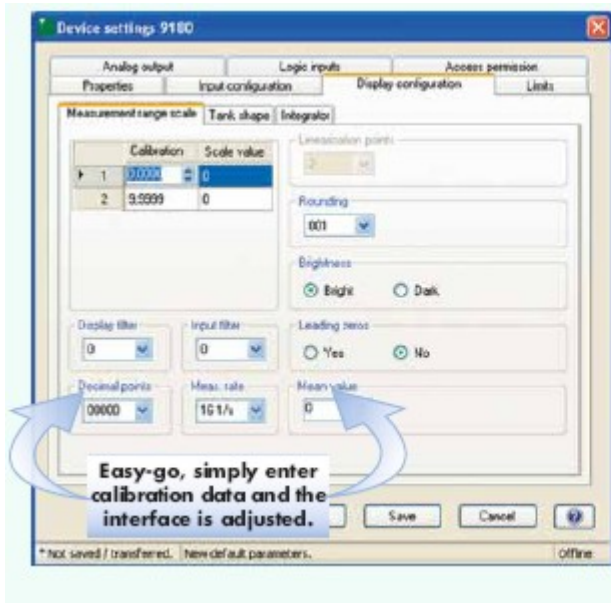 Device settings 9180
Analog output Logic inputs Access permission
Properties Input configuration Display configuration Limits
Measurement range scale Tank shape Integrator
Calibration Scale value
1 0.0000 0
2 9.9999 0
Linearisation points
2
Rounding
001
Brightness
Bright Dark
Display filter Input filter Leading zeros
0 0 Yes No
Decimal points Meas. rate Mean value
00000 16 1/s 0
Easy-go, simply enter
calibration data and the
interface is adjusted.
Save Cancel ?
* Not saved / transferred. New default parameters. Offline